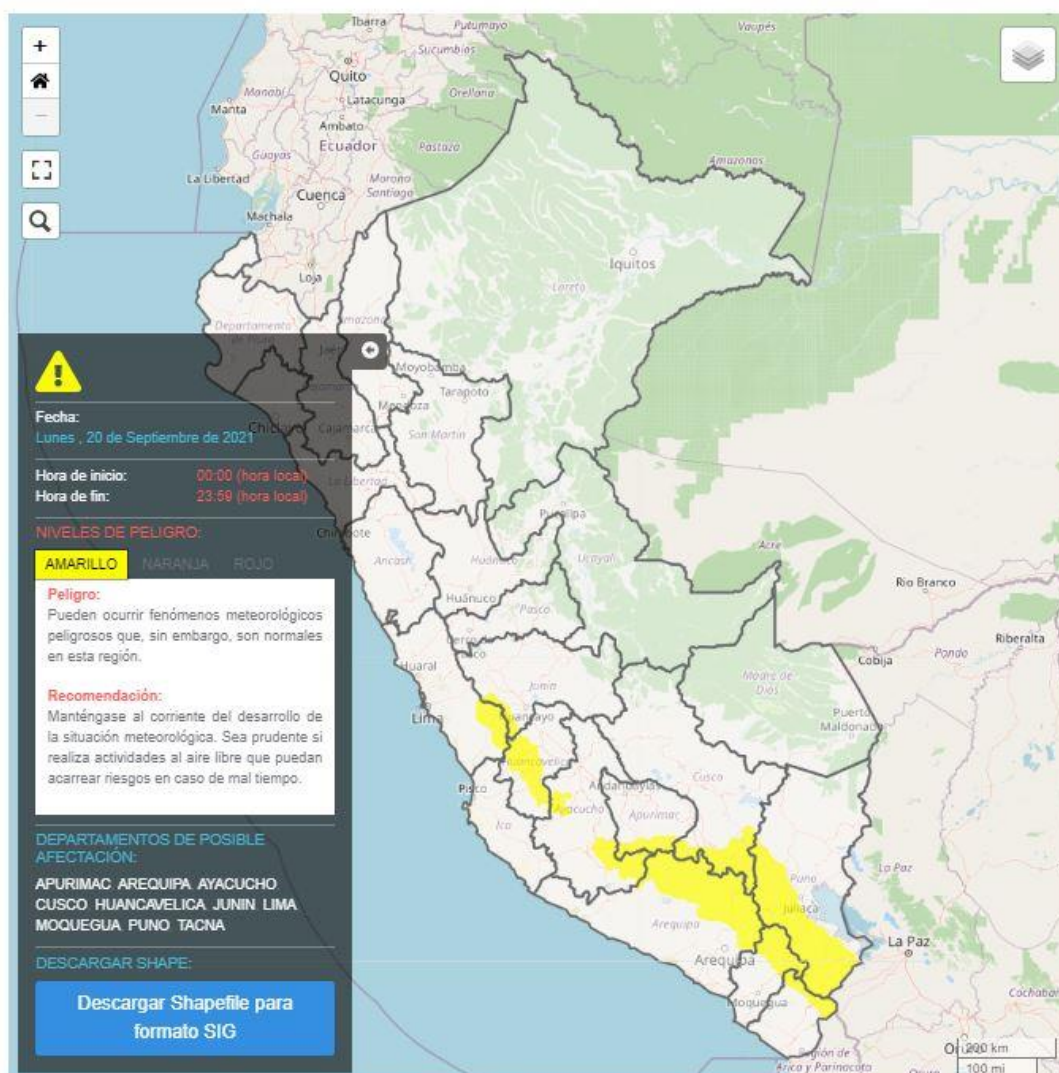 Ibarra
Putumayo
Vaupés
Sucumbíos
Quito
Manabí
Orellana
Latacunga
Manta
Ambato
Ecuador
Pastaza
Amazonas
Guayas
Morona
Santiago
La Libertad
Cuenca
Machala
Loja
Iquitos
Loreto
Departamento
Amazonas
Moyobamba
Tarapoto
Cajamarca
Chiclayo
San Martín
La Libertad
Chimbote
Pucallpa
Ancash
Huánuco
Ucayali
Acre
Huánuco
Pasco
Rio Branco
Riberalta
Cobija
Pando
Huaral
Junín
Madre de
Dios
Puerto
Maldonado
Lima
Huancayo
Huancavelica
Cusco
Pisco
Andahuaylas
Ayacucho
Apurímac
Ica
Puno
La Paz
Juliaca
Arequipa
La Paz
Arequipa
Moquegua
Cochabamba
Oruro
Región de
Arica y Parinacota
200 km
100 mi
+
−
!
Fecha:
Lunes , 20 de Septiembre de 2021
Hora de inicio: 00:00 (hora local)
Hora de fin: 23:59 (hora local)
NIVELES DE PELIGRO:
AMARILLO NARANJA ROJO
Peligro:
Pueden ocurrir fenómenos meteorológicos
peligrosos que, sin embargo, son normales
en esta región.
Recomendación:
Manténgase al corriente del desarrollo de
la situación meteorológica. Sea prudente si
realiza actividades al aire libre que puedan
acarrear riesgos en caso de mal tiempo.
DEPARTAMENTOS DE POSIBLE
AFECTACIÓN:
APURIMAC AREQUIPA AYACUCHO
CUSCO HUANCAVELICA JUNIN LIMA
MOQUEGUA PUNO TACNA
DESCARGAR SHAPE:
Descargar Shapefile para
formato SIG